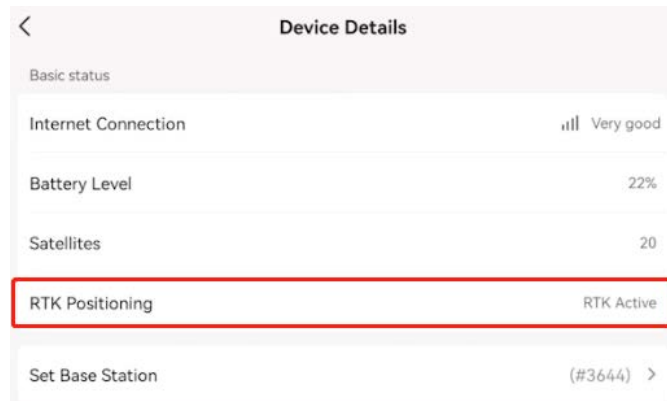 Device Details
Basic status
Internet Connection Very good
Battery Level 22%
Satellites 20
RTK Positioning RTK Active
Set Base Station (#3644)